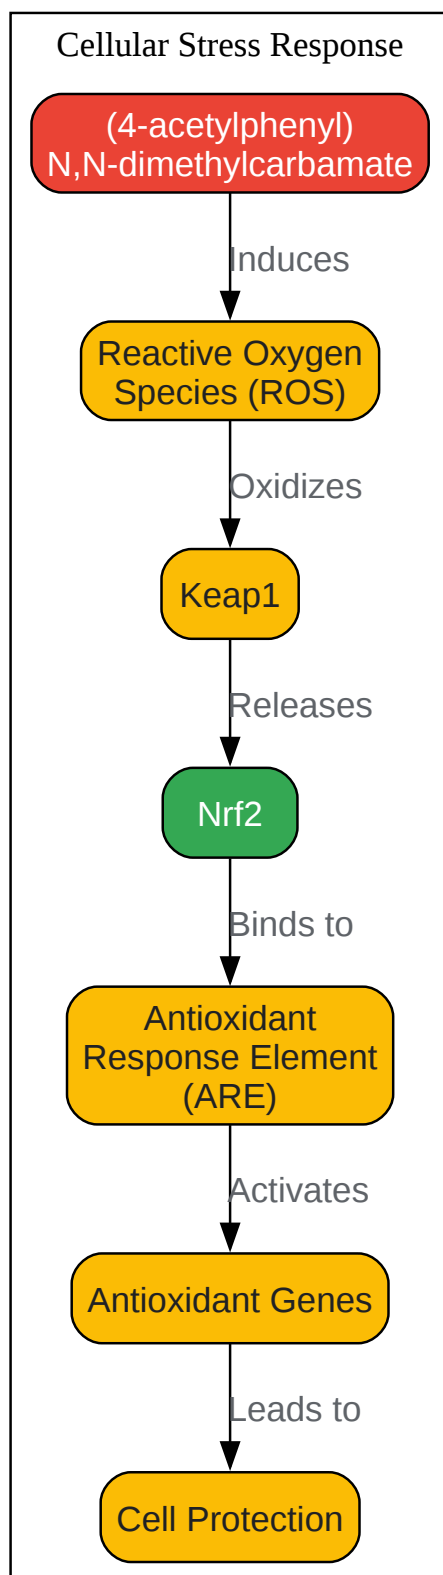 Cellular Stress Response
(4-acetylphenyl)
N,N-dimethylcarbamate
Induces
Reactive Oxygen
Species (ROS)
Oxidizes
Keap1
Releases
Nrf2
Binds to
Antioxidant
Response Element
(ARE)
Activates
Antioxidant Genes
Leads to
Cell Protection